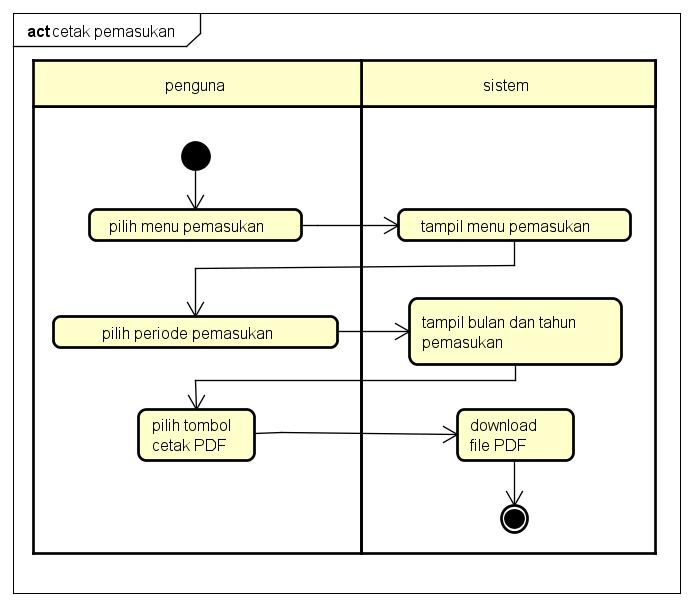 act cetak pemasukan
penguna
sistem
pilih menu pemasukan
tampil menu pemasukan
pilih periode pemasukan
tampil bulan dan tahun
pemasukan
pilih tombol
cetak PDF
download
file PDF